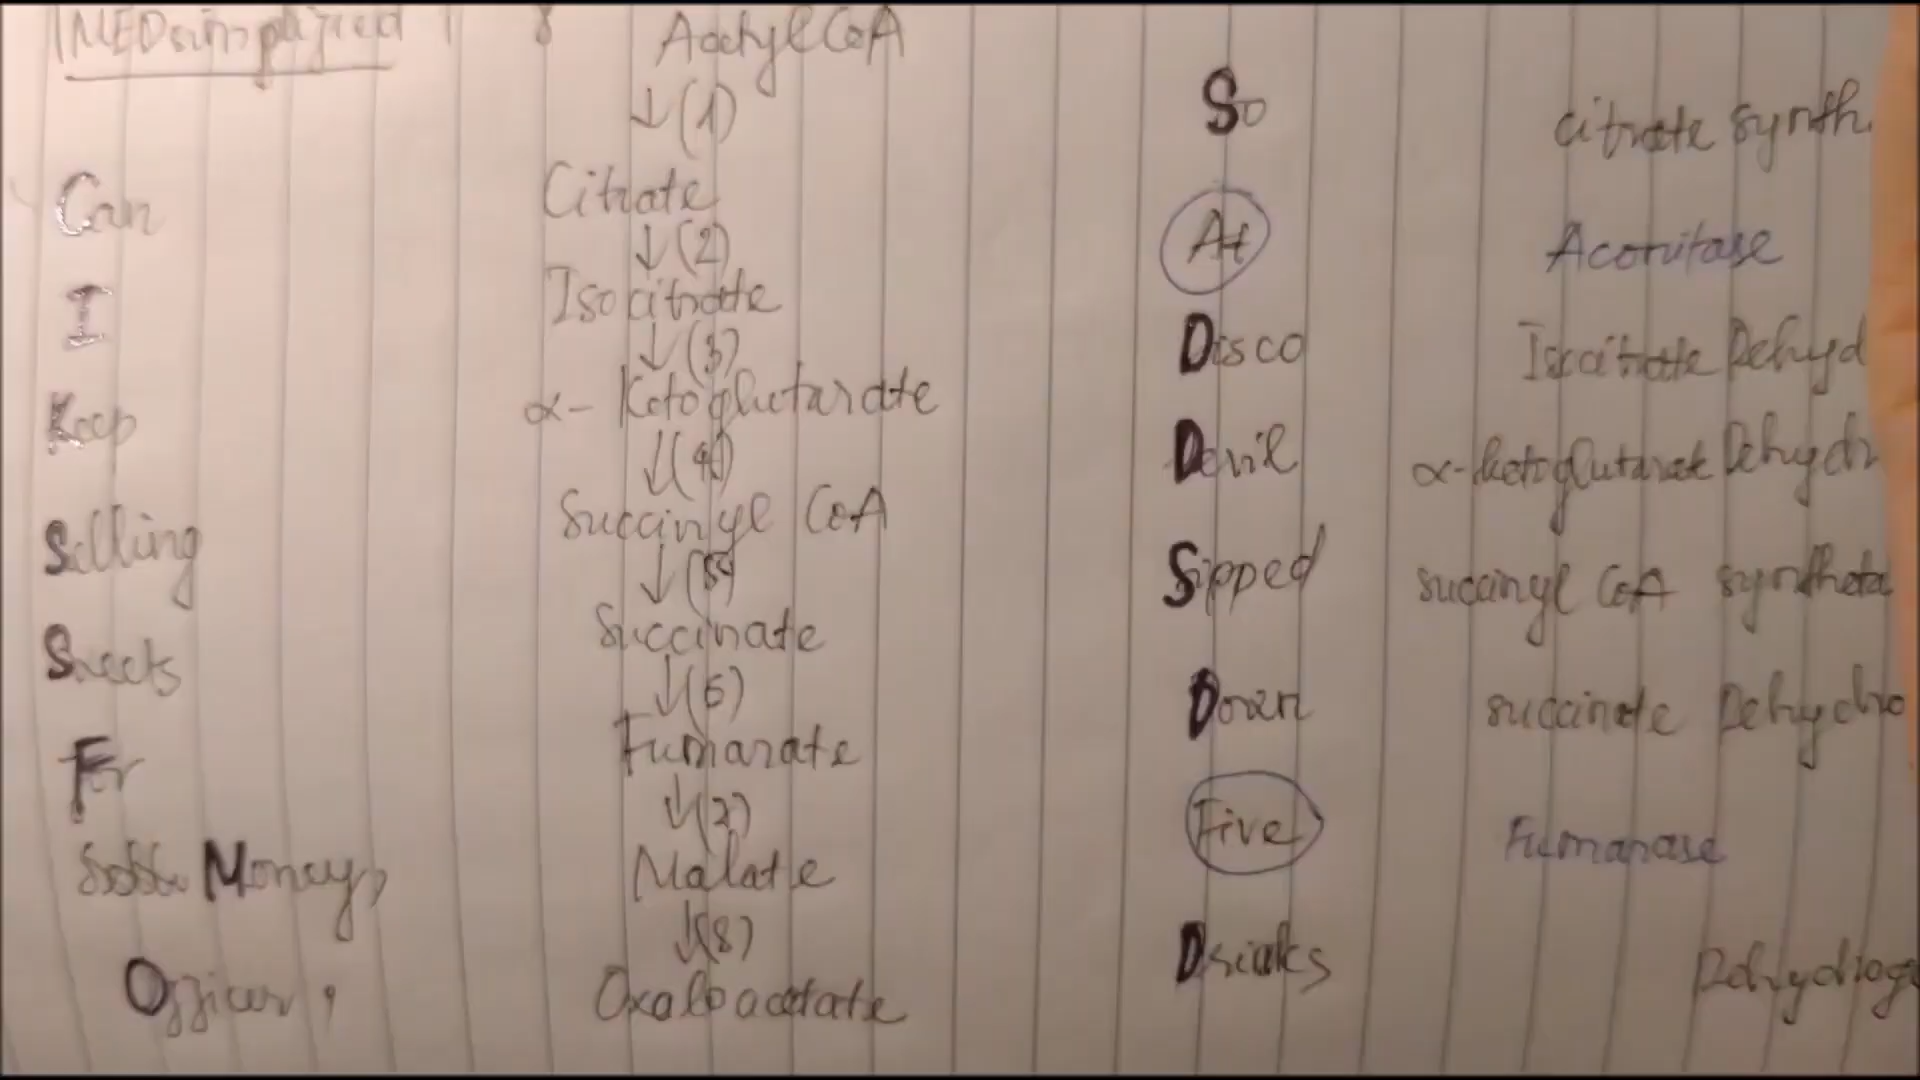 MEDsimplified
Acetyl CoA
↓ (1)
So
citrate synth
Can
Citrate
↓ (2)
At
Aconitase
I
Isocitrate
↓ (3)
Disco
Isocitrate Dehyd
Keep
α- Ketoglutarate
↓ (4)
Devil
α-ketoglutarate Dehydr
Selling
Succinyl CoA
↓ (5)
Sipped
succinyl CoA syntheta
Sweets
Succinate
↓ (6)
Down
succinate Dehydro
For
Fumarate
↓ (7)
Five
Fumarase
Money,
Malate
↓ (8)
Drinks
Dehydroge
Officer,
Oxaloacetate